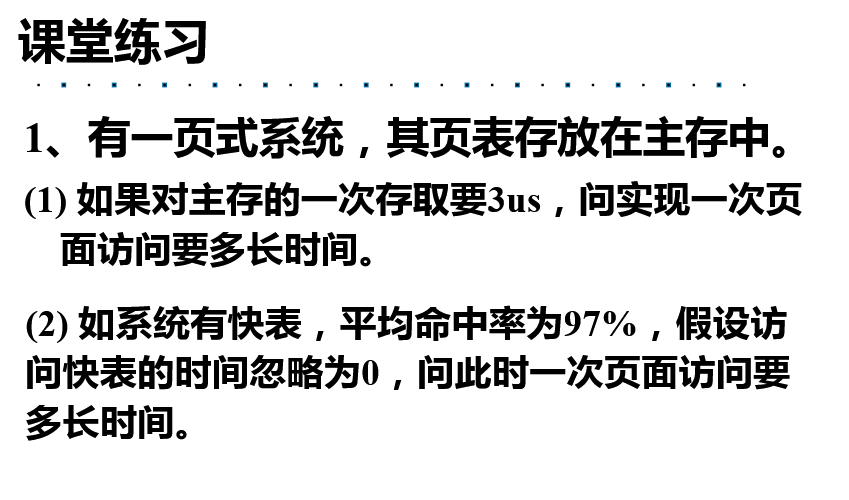 课堂练习
1、有一页式系统，其页表存放在主存中。
(1) 如果对主存的一次存取要3us，问实现一次页
面访问要多长时间。
(2) 如系统有快表，平均命中率为97%，假设访
问快表的时间忽略为0，问此时一次页面访问要
多长时间。